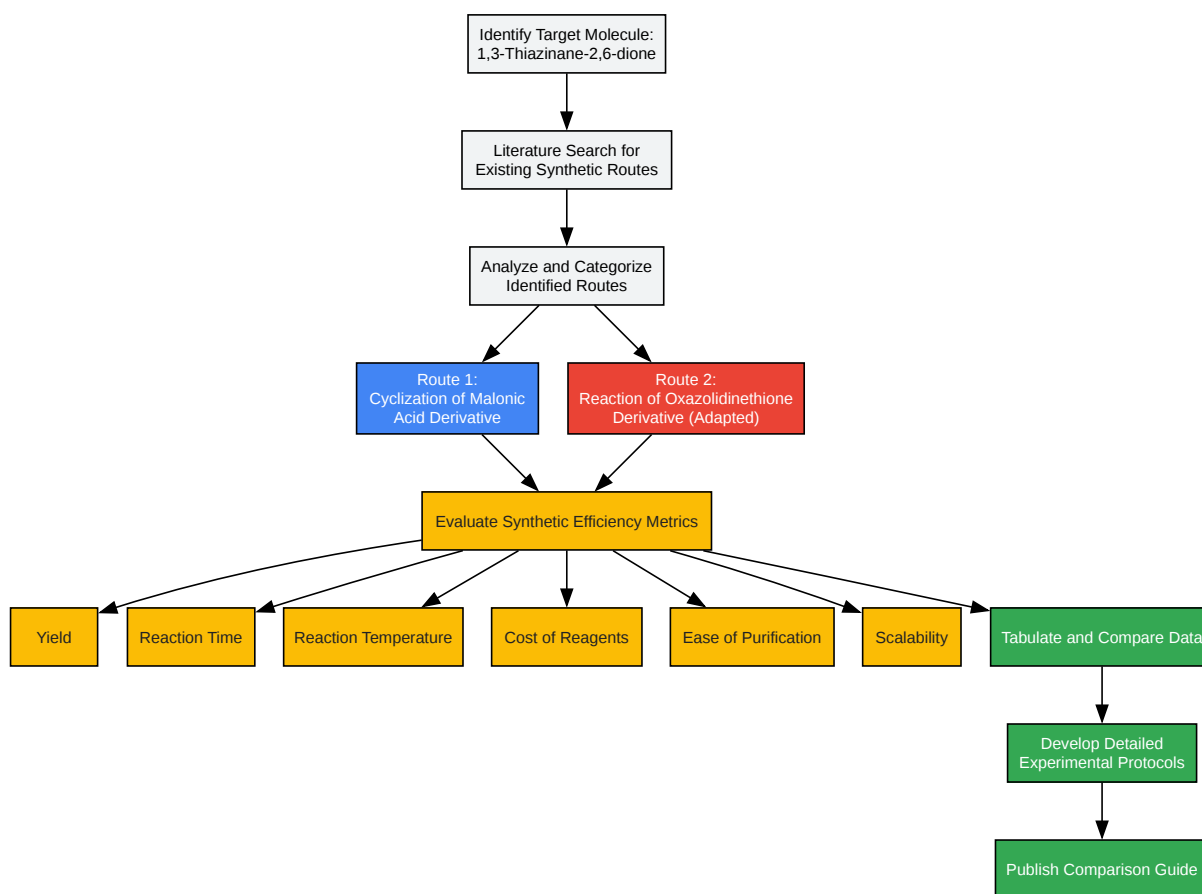 Identify Target Molecule:
1,3-Thiazinane-2,6-dione
Literature Search for
Existing Synthetic Routes
Analyze and Categorize
Identified Routes
Route 1:
Cyclization of Malonic
Acid Derivative
Route 2:
Reaction of Oxazolidinethione
Derivative (Adapted)
Evaluate Synthetic Efficiency Metrics
Yield
Reaction Time
Reaction Temperature
Cost of Reagents
Ease of Purification
Scalability
Tabulate and Compare Data
Develop Detailed
Experimental Protocols
Publish Comparison Guide